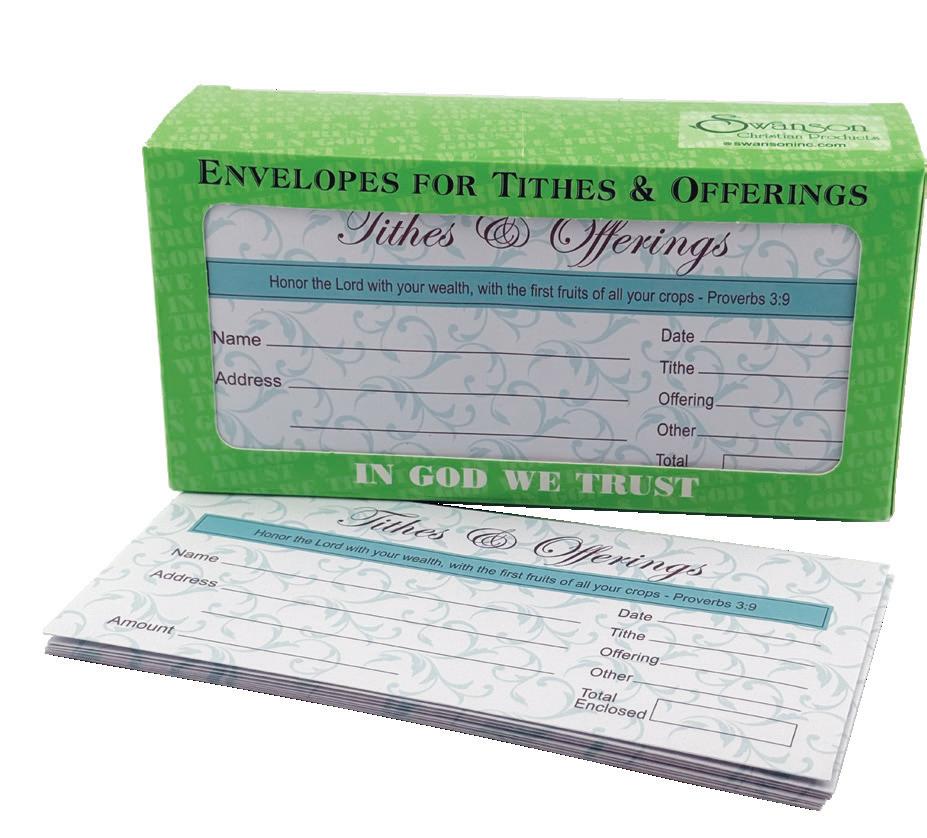 Swanson
Christian Products
swansoninc.com
ENVELOPES FOR TITHES & OFFERINGS
Tithes & Offerings
Honor the Lord with your wealth, with the first fruits of all your crops - Proverbs 3:9
Name
Address
Date
Tithe
Offering
Other
Total
IN GOD WE TRUST
Tithes & Offerings
Honor the Lord with your wealth, with the first fruits of all your crops - Proverbs 3:9
Name
Address
Amount
Date
Tithe
Offering
Other
Total
Enclosed